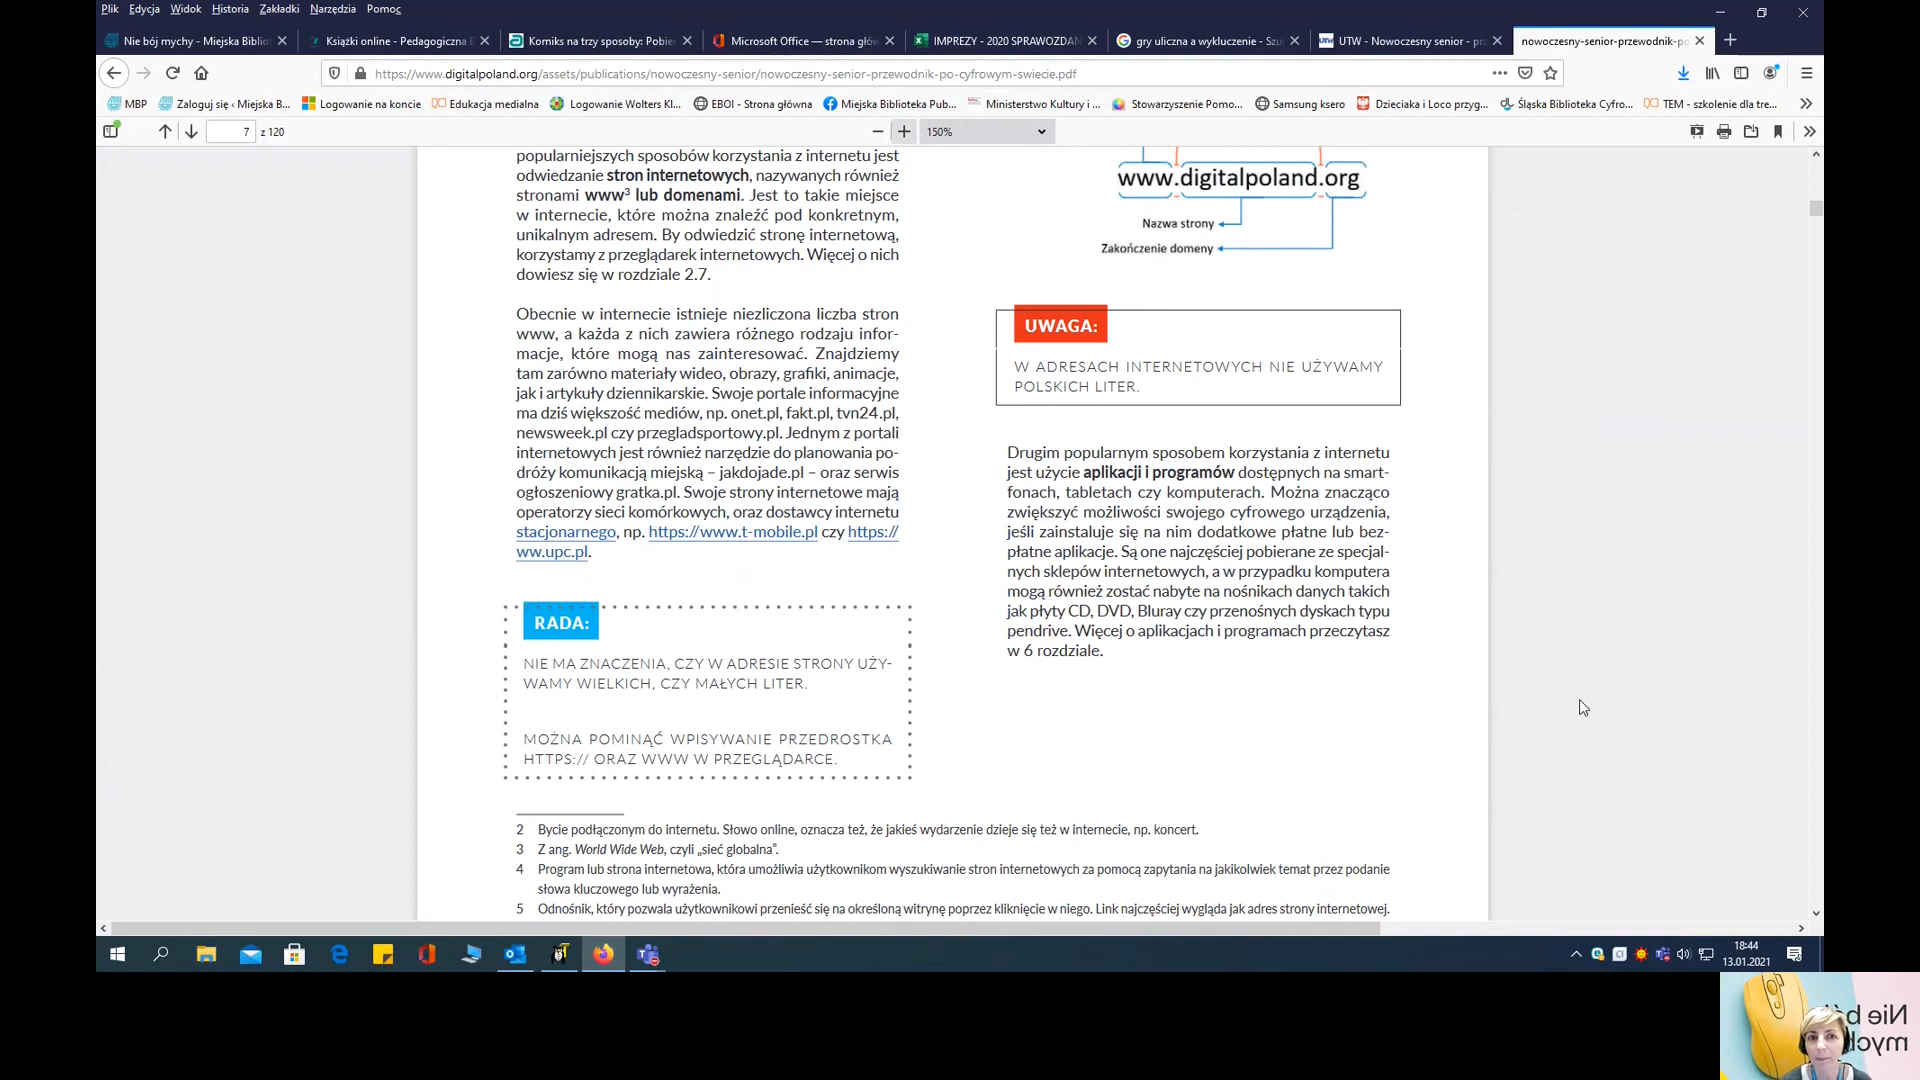 Plik Edycja Widok Historia Zakładki Narzędzia Pomoc
Nie bój mychy - Miejska Bibliot
Książki online - Pedagogiczna B
Komiks na trzy sposoby: Pobier
Microsoft Office — strona głów
IMPREZY - 2020 SPRAWOZDAN
gry uliczna a wykluczenie - Szu
UTW - Nowoczesny senior - prz
nowoczesny-senior-przewodnik-po
https://www.digitalpoland.org/assets/publications/nowoczesny-senior/nowoczesny-senior-przewodnik-po-cyfrowym-swiecie.pdf
MBP
Zaloguj się ‹ Miejska B...
Logowanie na koncie
Edukacja medialna
Logowanie Wolters Kl...
EBOI - Strona główna
Miejska Biblioteka Pub...
Ministerstwo Kultury i ...
Stowarzyszenie Pomo...
Samsung ksero
Dzieciaka i Loco przyg...
Śląska Biblioteka Cyfro...
TEM - szkolenie dla tre...
7 z 120
150%
popularniejszych sposobów korzystania z internetu jest
odwiedzanie stron internetowych, nazywanych również
stronami www³ lub domenami. Jest to takie miejsce
w internecie, które można znaleźć pod konkretnym,
unikalnym adresem. By odwiedzić stronę internetową,
korzystamy z przeglądarek internetowych. Więcej o nich
dowiesz się w rozdziale 2.7.
Obecnie w internecie istnieje niezliczona liczba stron
www, a każda z nich zawiera różnego rodzaju infor-
macje, które mogą nas zainteresować. Znajdziemy
tam zarówno materiały wideo, obrazy, grafiki, animacje,
jak i artykuły dziennikarskie. Swoje portale informacyjne
ma dziś większość mediów, np. onet.pl, fakt.pl, tvn24.pl,
newsweek.pl czy przegladsportowy.pl. Jednym z portali
internetowych jest również narzędzie do planowania po-
dróży komunikacją miejską – jakdojade.pl – oraz serwis
ogłoszeniowy gratka.pl. Swoje strony internetowe mają
operatorzy sieci komórkowych, oraz dostawcy internetu
stacjonarnego, np. https://www.t-mobile.pl czy https://
ww.upc.pl.
RADA:
NIE MA ZNACZENIA, CZY W ADRESIE STRONY UŻY-
WAMY WIELKICH, CZY MAŁYCH LITER.
MOŻNA POMINĄĆ WPISYWANIE PRZEDROSTKA
HTTPS:// ORAZ WWW W PRZEGLĄDARCE.
www.digitalpoland.org
Nazwa strony
Zakończenie domeny
UWAGA:
W ADRESACH INTERNETOWYCH NIE UŻYWAMY
POLSKICH LITER.
Drugim popularnym sposobem korzystania z internetu
jest użycie aplikacji i programów dostępnych na smart-
fonach, tabletach czy komputerach. Można znacząco
zwiększyć możliwości swojego cyfrowego urządzenia,
jeśli zainstaluje się na nim dodatkowe płatne lub bez-
płatne aplikacje. Są one najczęściej pobierane ze specjal-
nych sklepów internetowych, a w przypadku komputera
mogą również zostać nabyte na nośnikach danych takich
jak płyty CD, DVD, Bluray czy przenośnych dyskach typu
pendrive. Więcej o aplikacjach i programach przeczytasz
w 6 rozdziale.
2 Bycie podłączonym do internetu. Słowo online, oznacza też, że jakieś wydarzenie dzieje się też w internecie, np. koncert.
3 Z ang. World Wide Web, czyli „sieć globalna”.
4 Program lub strona internetowa, która umożliwia użytkownikom wyszukiwanie stron internetowych za pomocą zapytania na jakikolwiek temat przez podanie
słowa kluczowego lub wyrażenia.
5 Odnośnik, który pozwala użytkownikowi przenieść się na określoną witrynę poprzez kliknięcie w niego. Link najczęściej wygląda jak adres strony internetowej.
18:44
13.01.2021
Nie bój
mychy